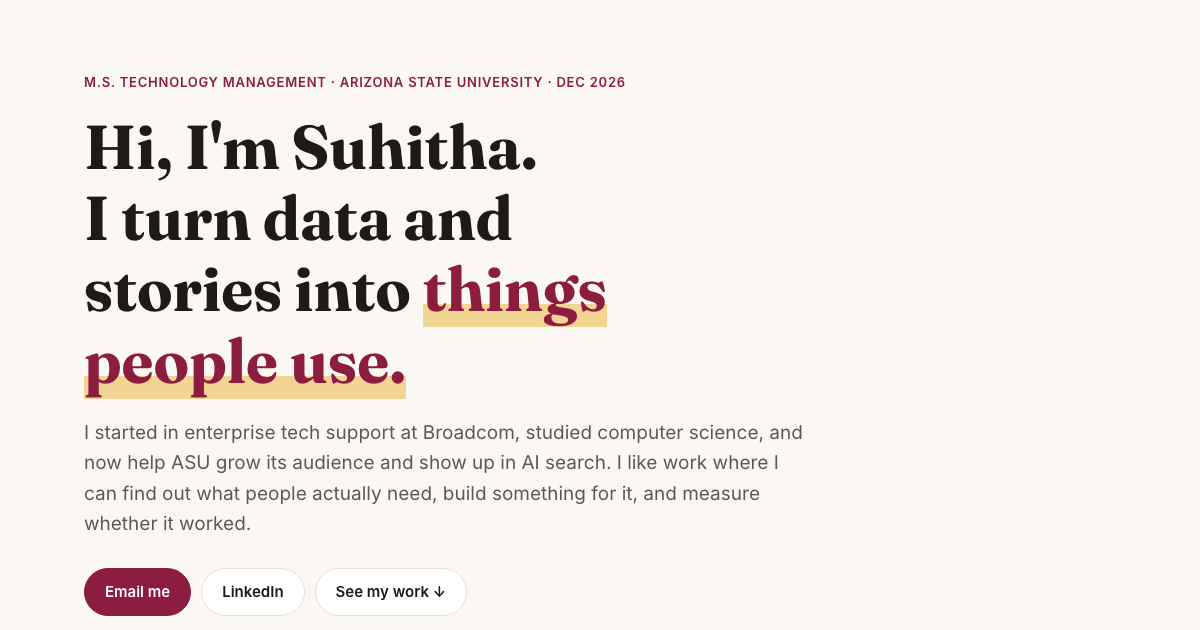 M.S. TECHNOLOGY MANAGEMENT · ARIZONA STATE UNIVERSITY · DEC 2026
Hi, I'm Suhitha.
I turn data and
stories into things
people use.
I started in enterprise tech support at Broadcom, studied computer science, and
now help ASU grow its audience and show up in AI search. I like work where I
can find out what people actually need, build something for it, and measure
whether it worked.
Email me
LinkedIn
See my work ↓